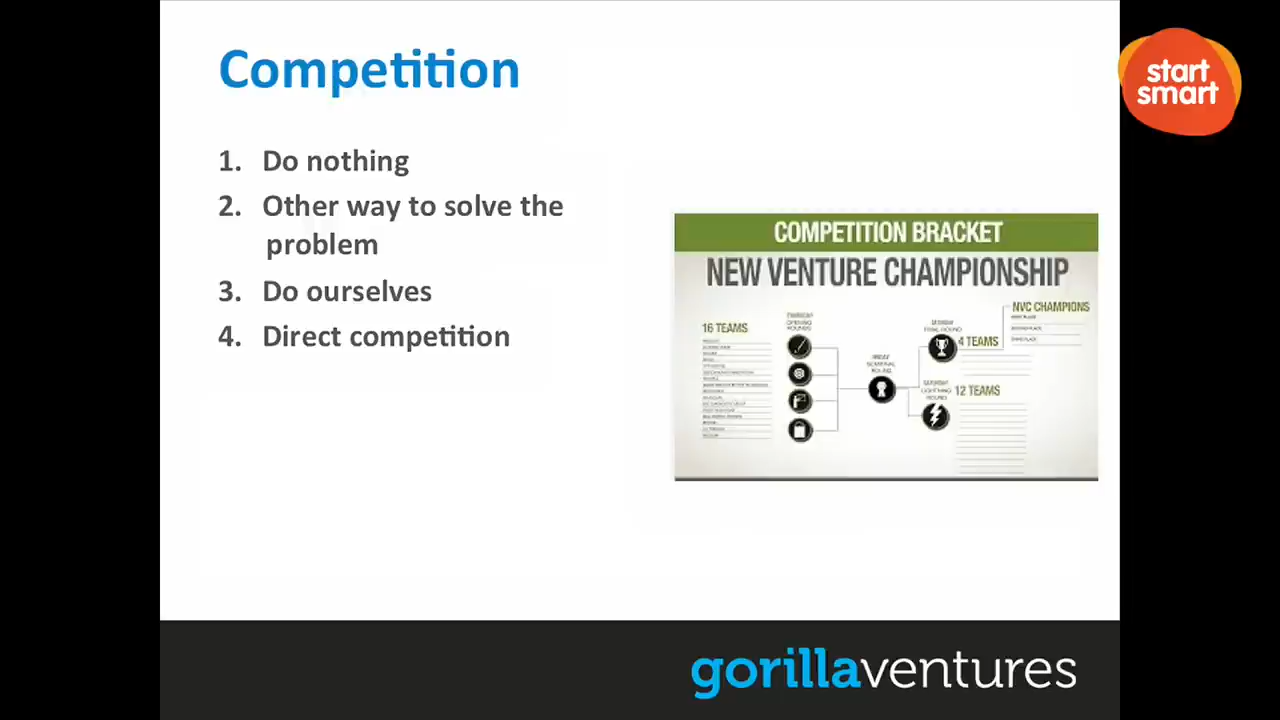 Competition
start
smart
1. Do nothing
2. Other way to solve the
problem
3. Do ourselves
4. Direct competition
COMPETITION BRACKET
NEW VENTURE CHAMPIONSHIP
NVC CHAMPIONS
16 TEAMS
4 TEAMS
12 TEAMS
gorillaventures